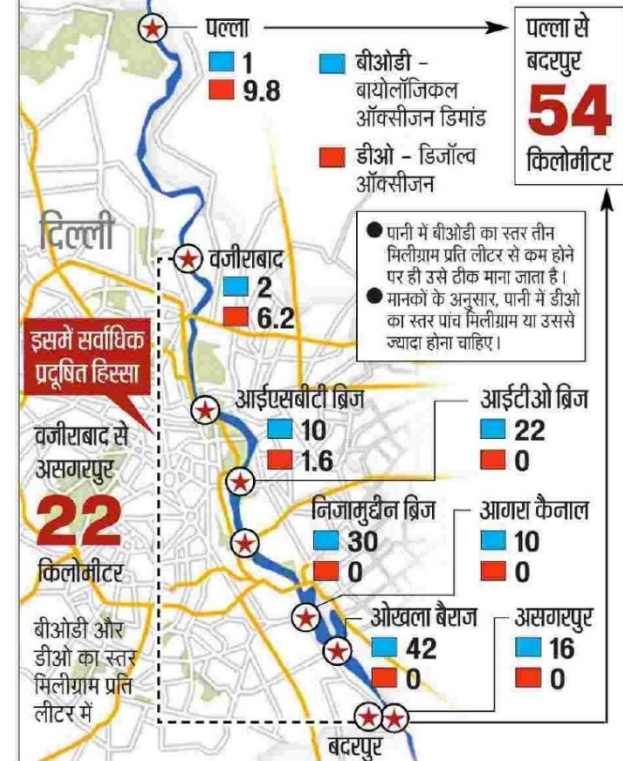 पल्ला
1
9.8
बीओडी -
बायोलॉजिकल
ऑक्सीजन डिमांड
डीओ - डिजॉल्व
ऑक्सीजन
पल्ला से
बदरपुर
54
किलोमीटर
● पानी में बीओडी का स्तर तीन
मिलीग्राम प्रति लीटर से कम होने
पर ही उसे ठीक माना जाता है।
● मानकों के अनुसार, पानी में डीओ
का स्तर पांच मिलीग्राम या उससे
ज्यादा होना चाहिए।
दिल्ली
वजीराबाद
2
6.2
इसमें सर्वाधिक
प्रदूषित हिस्सा
वजीराबाद से
असगरपुर
22
किलोमीटर
बीओडी और
डीओ का स्तर
मिलीग्राम प्रति
लीटर में
आईएसबीटी ब्रिज
10
1.6
आईटीओ ब्रिज
22
0
निजामुद्दीन ब्रिज
30
0
आगरा कैनाल
10
0
ओखला बैराज
42
0
असगरपुर
16
0
बदरपुर